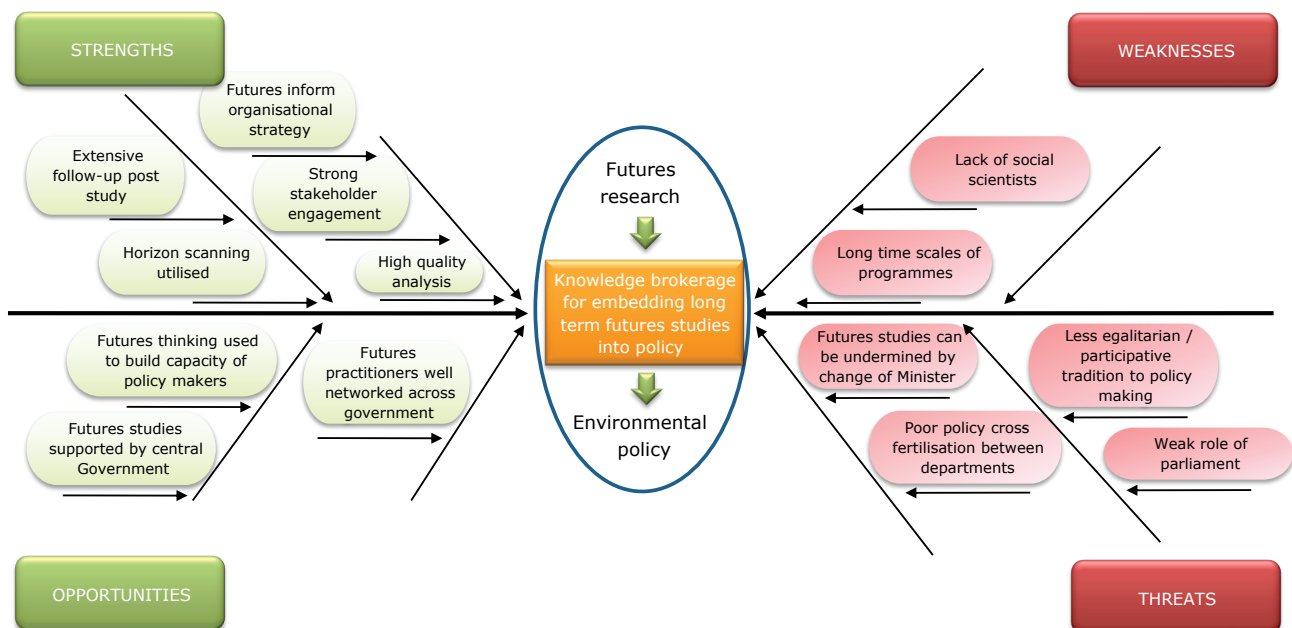 STRENGTHS
WEAKNESSES
Futures inform
organisational
strategy
Extensive
follow-up post
study
Strong
stakeholder
engagement
Horizon scanning
utilised
High quality
analysis
Futures
research
Knowledge brokerage
for embedding long
term futures studies
into policy
Environmental
policy
Lack of social
scientists
Long time scales of
programmes
Futures thinking used
to build capacity of
policy makers
Futures
practitioners well
networked across
government
Futures studies
supported by central
Government
Futures studies can
be undermined by
change of Minister
Less egalitarian /
participative
tradition to policy
making
Poor policy cross
fertilisation between
departments
Weak role of
parliament
OPPORTUNITIES
THREATS